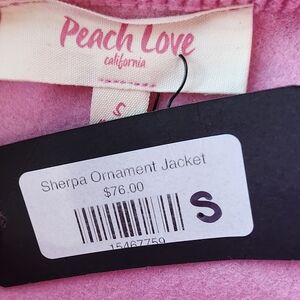 Peach Love
california
S
Sherpa Ornament Jacket
$76.00
S
15467759